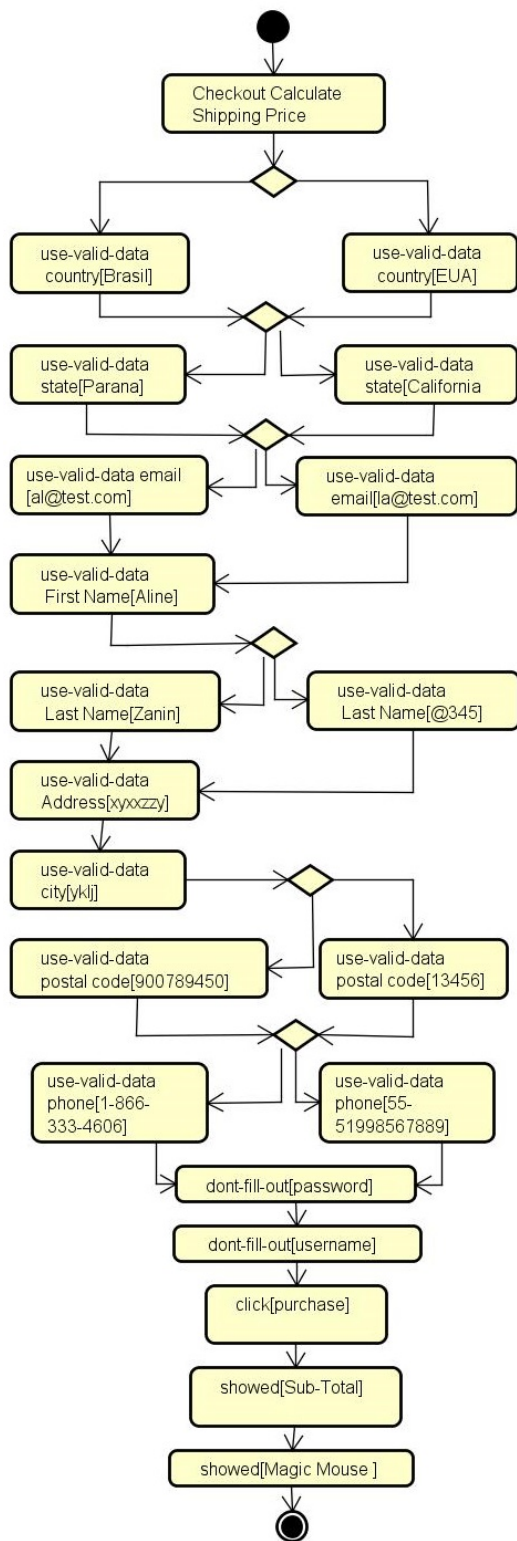 Checkout Calculate
Shipping Price
use-valid-data
country[Brasil]
use-valid-data
country[EUA]
use-valid-data
state[Parana]
use-valid-data
state[California
use-valid-data email
[al@test.com]
use-valid-data
email[la@test.com]
use-valid-data
First Name[Aline]
use-valid-data
Last Name[Zanin]
use-valid-data
Last Name[@345]
use-valid-data
Address[xyxxzzy]
use-valid-data
city[yklj]
use-valid-data
postal code[900789450]
use-valid-data
postal code[13456]
use-valid-data
phone[1-866-
333-4606]
use-valid-data
phone[55-
51998567889]
dont-fill-out[password]
dont-fill-out[username]
click[purchase]
showed[Sub-Total]
showed[Magic Mouse ]